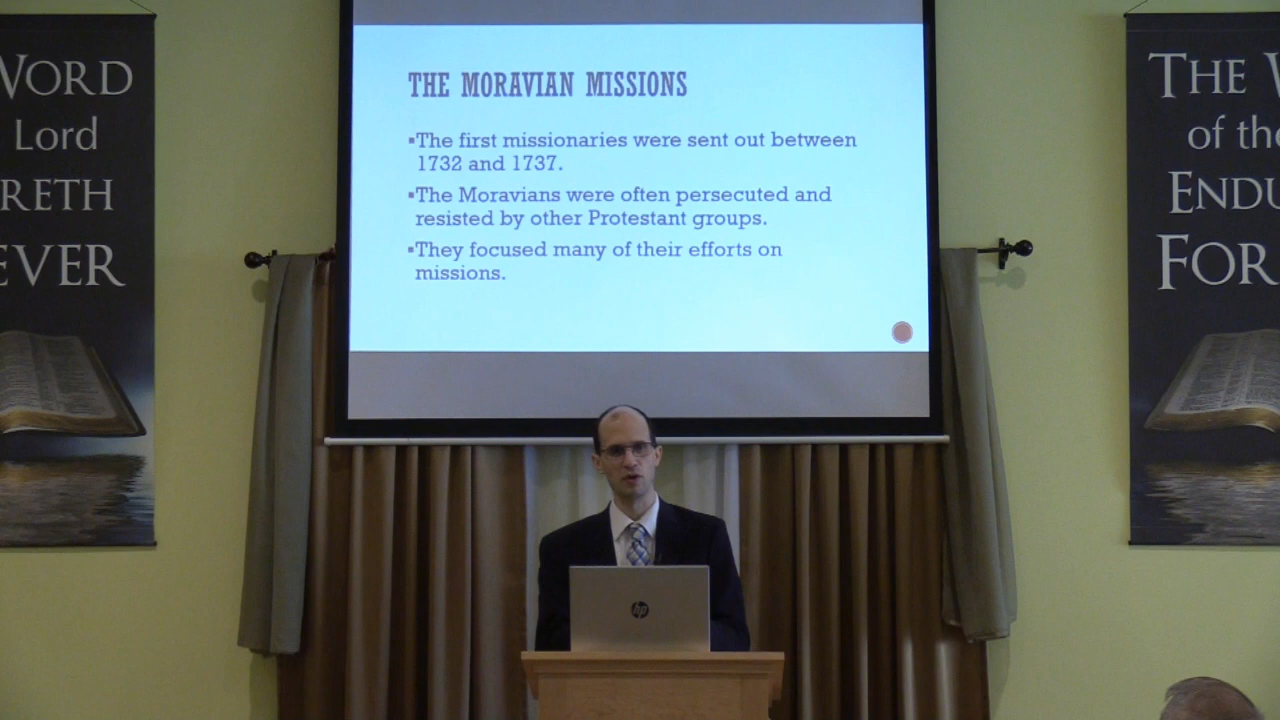 WORD
Lord
RETH
EVER
THE MORAVIAN MISSIONS
▪The first missionaries were sent out between
1732 and 1737.
▪The Moravians were often persecuted and
resisted by other Protestant groups.
▪They focused many of their efforts on
missions.
THE W
of the
ENDU
FOR
hp